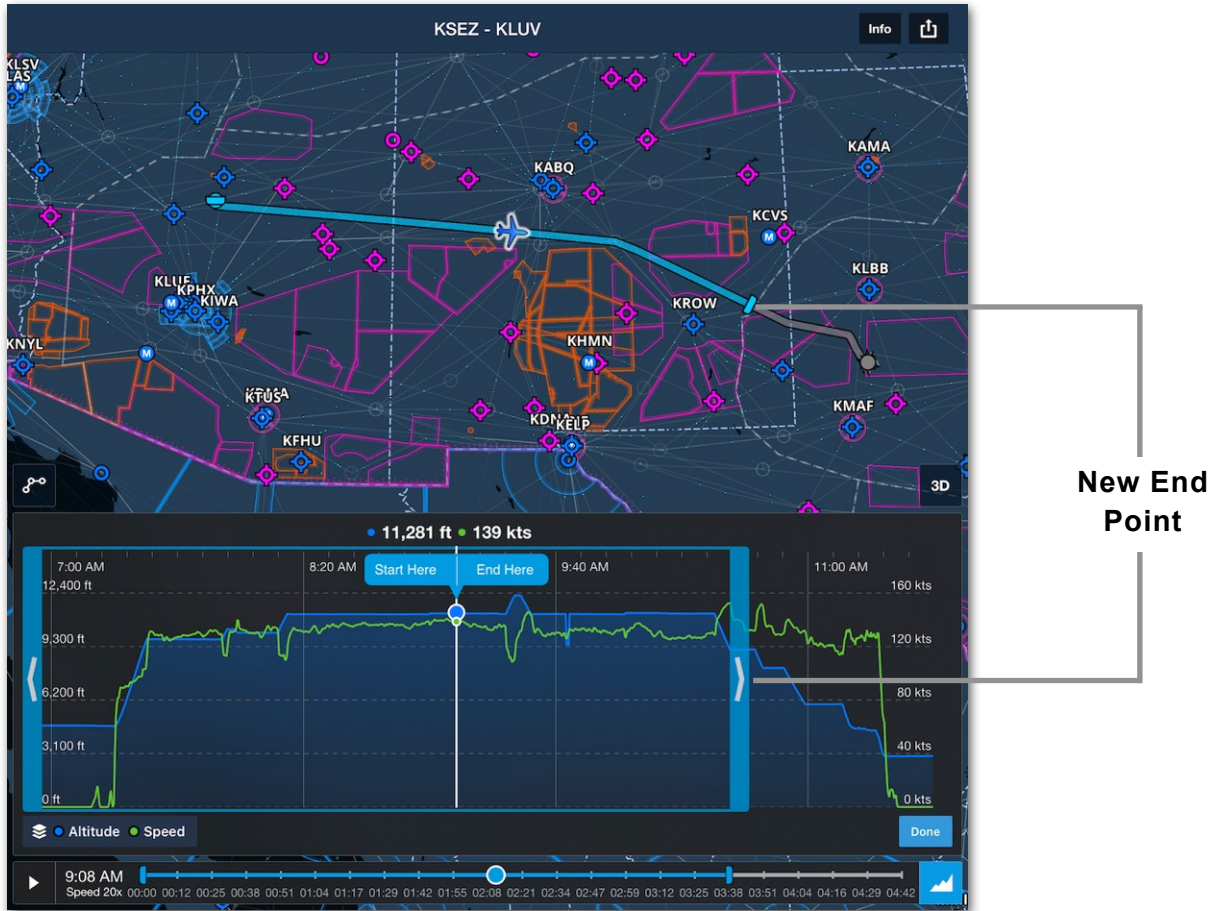 KSEZ - KLUV
Info
KLSV
LAS
M
KAMA
KABQ
KCVS
M
KLBB
KLUF
KPHX
M
KIWA
KROW
KNYL
M
KHMN
M
KTUS
KMAF
KELP
KFHU
3D
New End
Point
11,281 ft 139 kts
7:00 AM 8:20 AM Start Here End Here 9:40 AM 11:00 AM
12,400 ft 160 kts
9,300 ft 120 kts
6,200 ft 80 kts
3,100 ft 40 kts
0 ft 0 kts
Altitude Speed Done
9:08 AM
Speed 20x 00:00 00:12 00:25 00:38 00:51 01:04 01:17 01:29 01:42 01:55 02:08 02:21 02:34 02:47 02:59 03:12 03:25 03:38 03:51 04:04 04:16 04:29 04:42